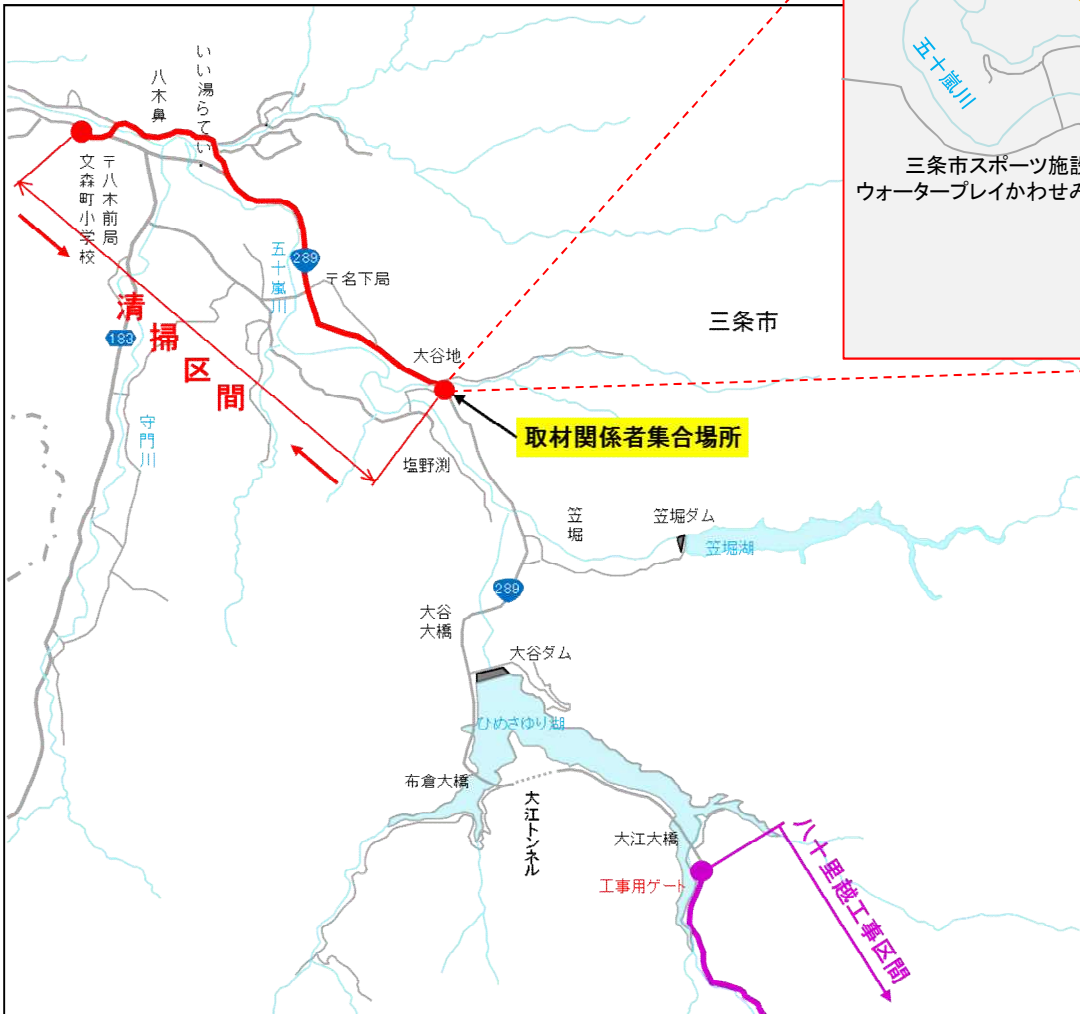 いい湯らてい
八木鼻
五十嵐川
三条市スポーツ施設
ウォータープレイかわせみ
〒八木前局
文森町小学校
289
五十嵐川
〒名下局
三条市
清掃区間
183
大谷地
取材関係者集合場所
守門川
塩野渕
笠堀
笠堀ダム
笠堀湖
289
大谷
大橋
大谷ダム
ひめさゆり湖
布倉大橋
大江トンネル
大江大橋
工事用ゲート
八十里越工事区間